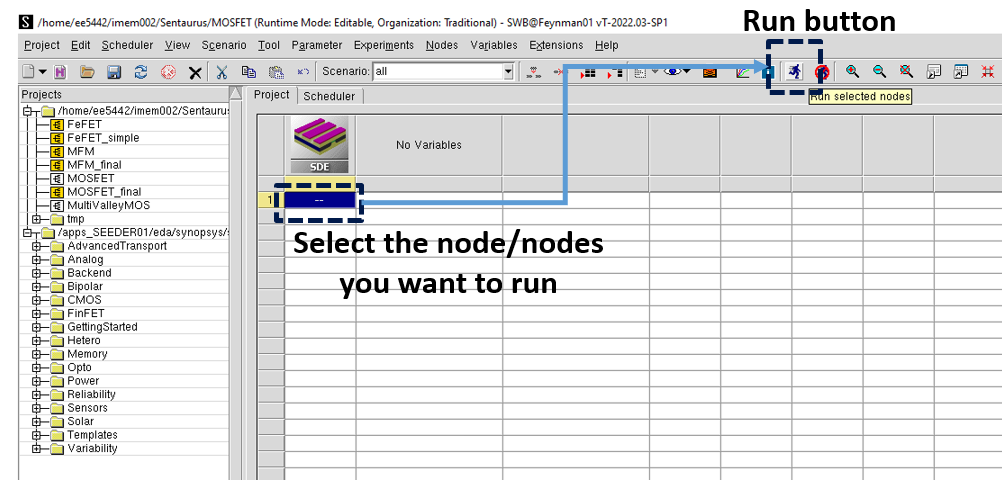 /home/ee5442/imem002/Sentaurus/MOSFET (Runtime Mode: Editable, Organization: Traditional) - SWB@Feynman01 vT-2022.03-SP1
Run button
Project Edit Scheduler View Scenario Tool Parameter Experiments Nodes Variables Extensions Help
Scenario: all
Run selected nodes
Projects
/home/ee5442/imem002/Sentauru
FeFET
FeFET_simple
MFM
MFM_final
MOSFET
MOSFET_final
MultiValleyMOS
tmp
/apps_SEEDER01/eda/synopsys/
AdvancedTransport
Analog
Backend
Bipolar
CMOS
FinFET
GettingStarted
Hetero
Memory
Opto
Power
Reliability
Sensors
Solar
Templates
Variability
Project Scheduler
SDE
No Variables
1 --
Select the node/nodes
you want to run